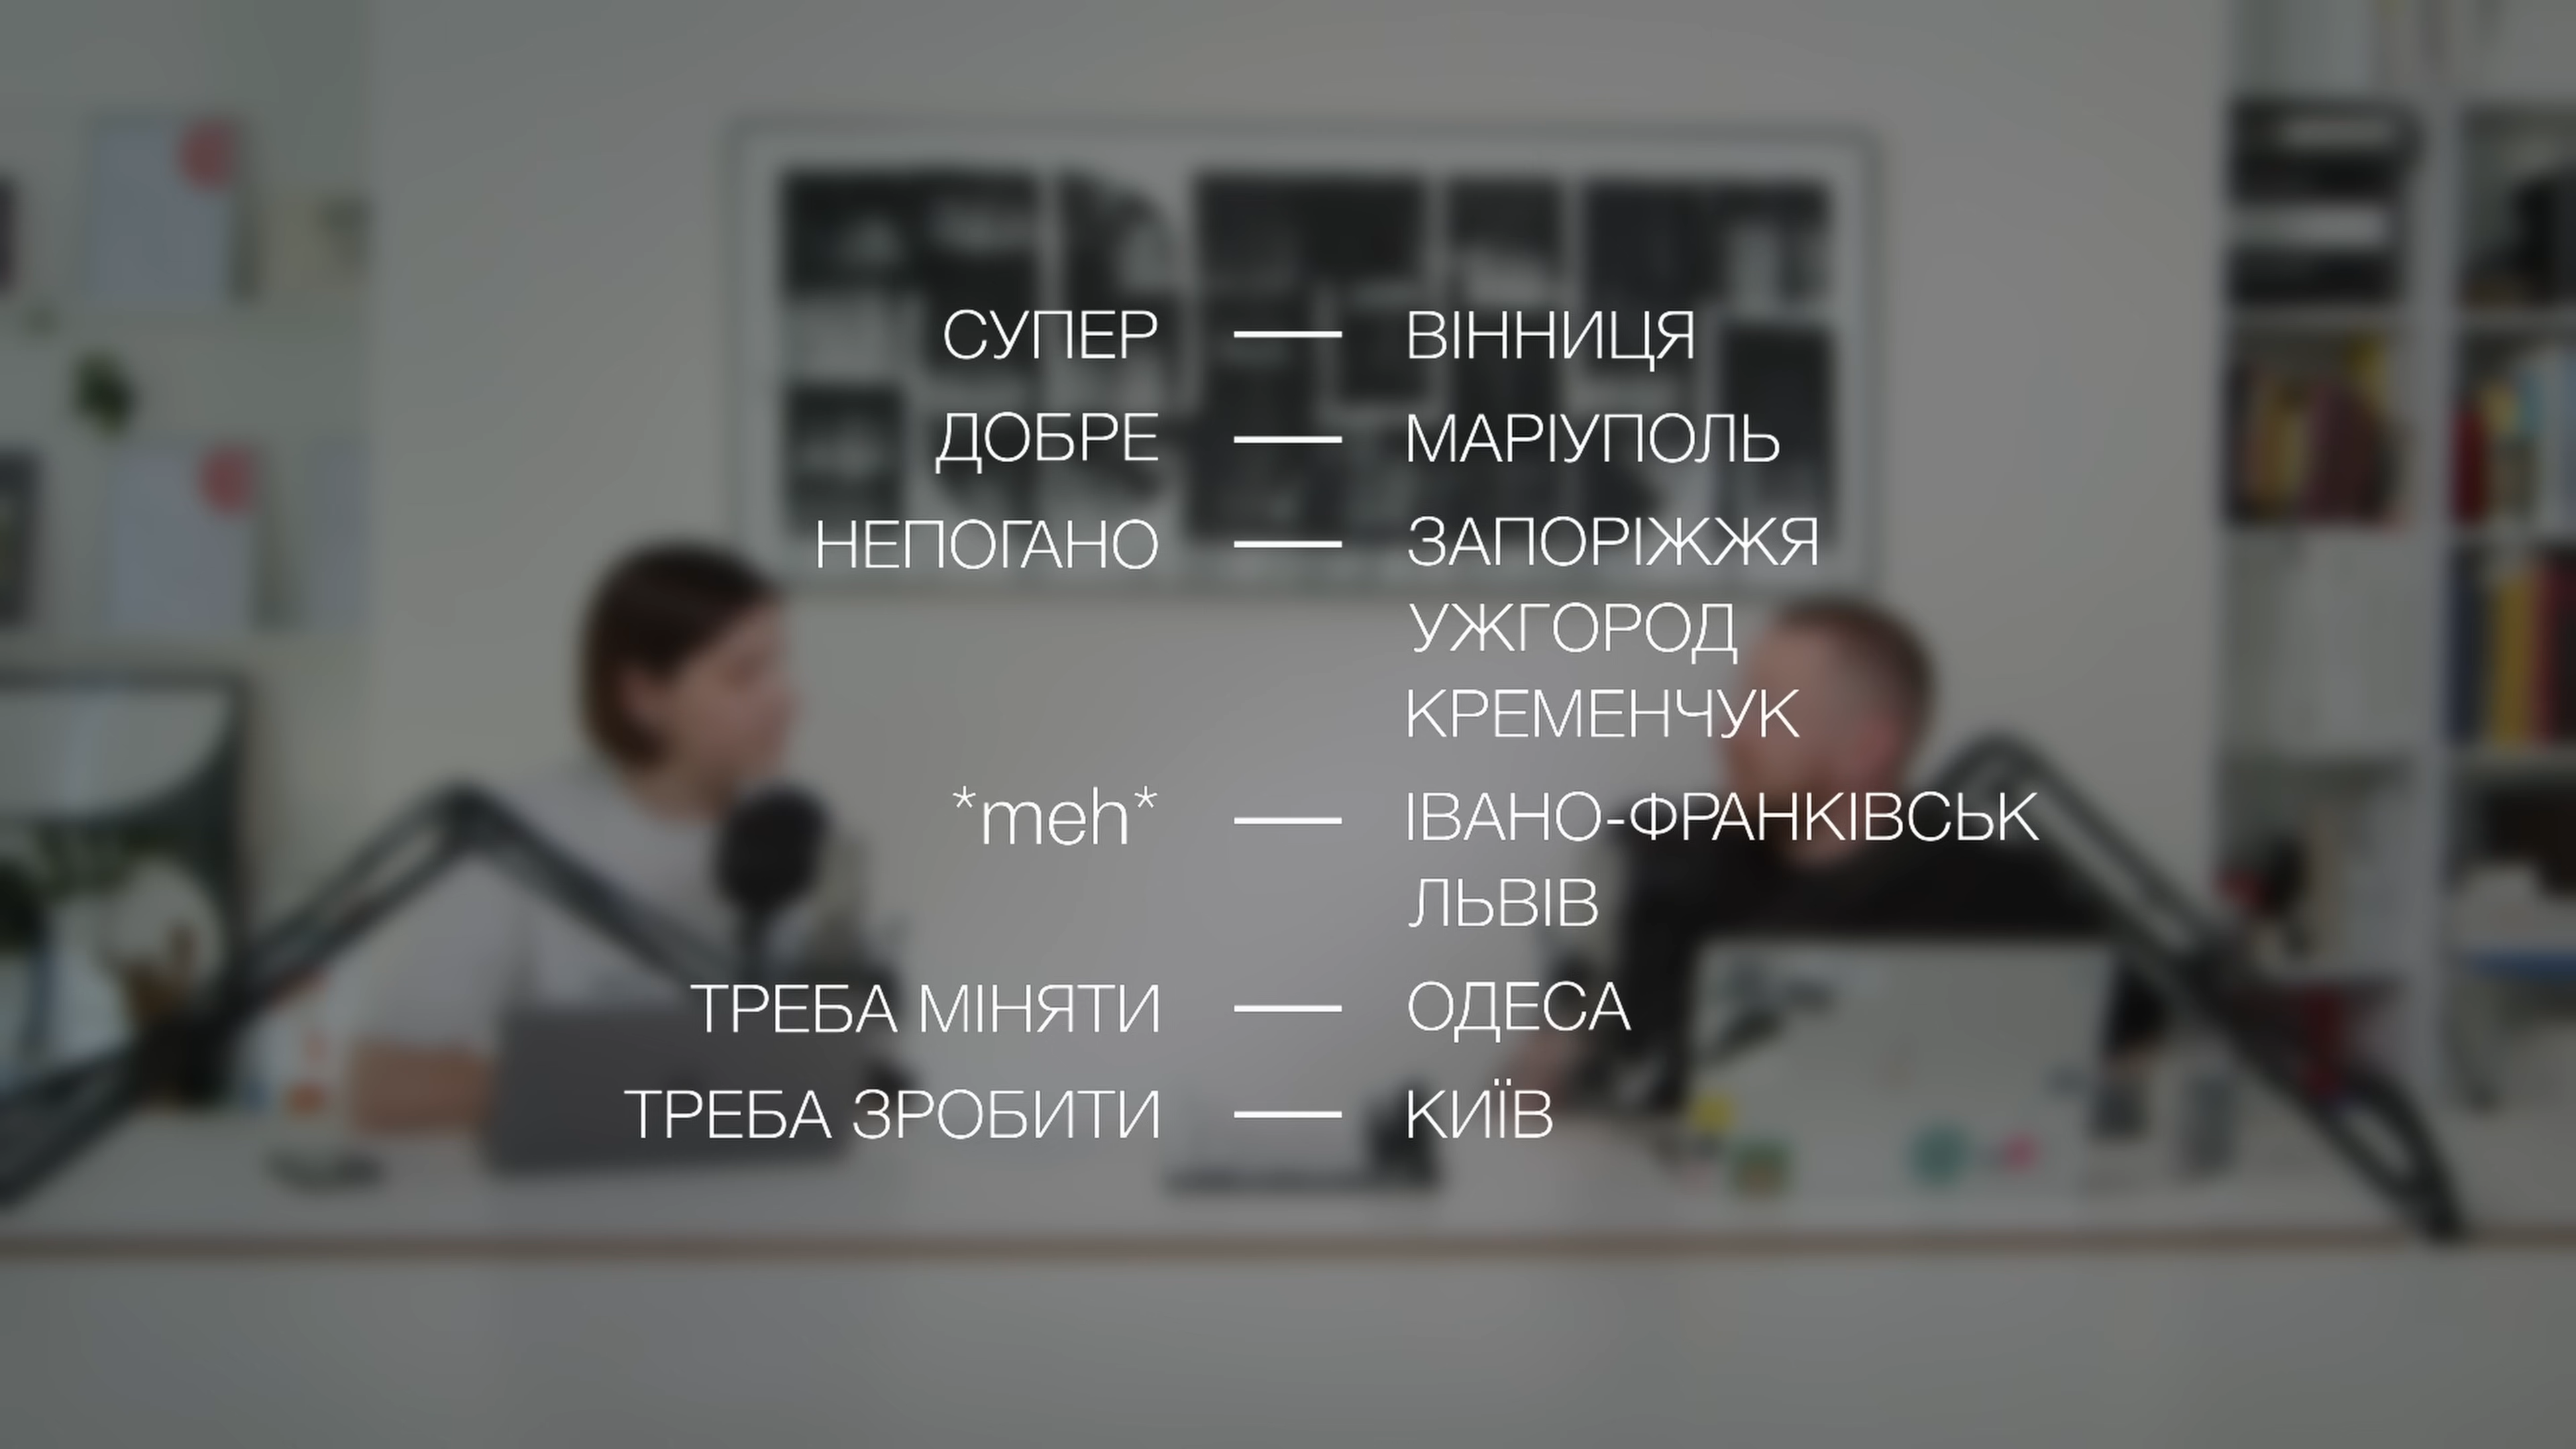 СУПЕР — ВІННИЦЯ
ДОБРЕ — МАРІУПОЛЬ
НЕПОГАНО — ЗАПОРІЖЖЯ
УЖГОРОД
КРЕМЕНЧУК
*meh* — ІВАНО-ФРАНКІВСЬК
ЛЬВІВ
ТРЕБА МІНЯТИ — ОДЕСА
ТРЕБА ЗРОБИТИ — КИЇВ